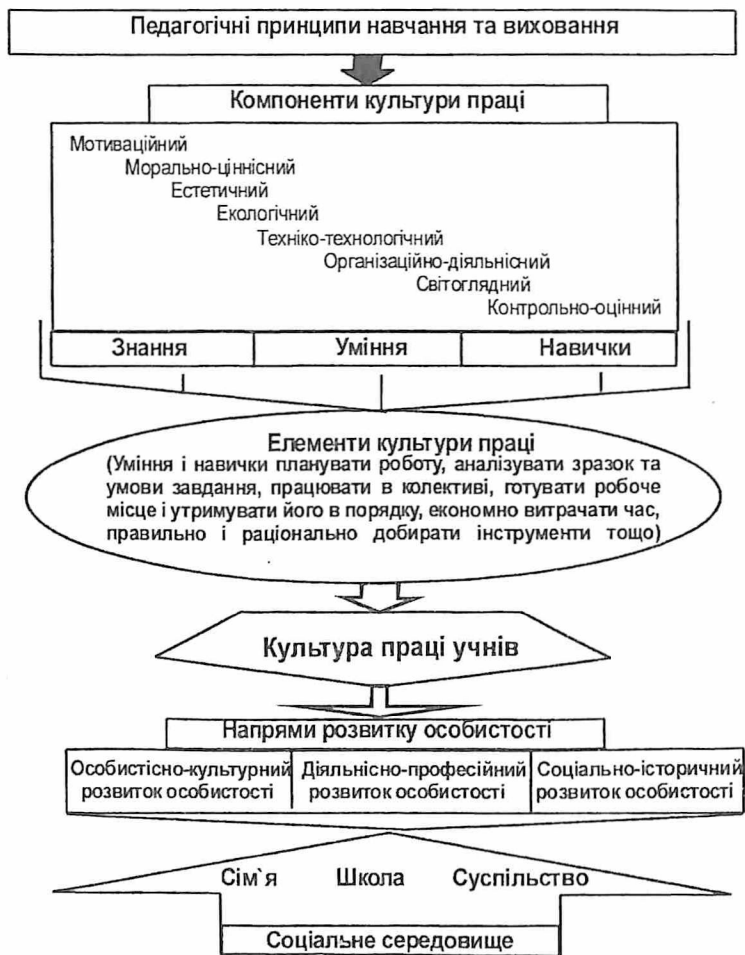 Педагогічні принципи навчання та виховання
Компоненти культури праці
Мотиваційний
Морально-ціннісний
Естетичний
Екологічний
Техніко-технологічний
Організаційно-діяльнісний
Світоглядний
Контрольно-оцінний
Знання
Уміння
Навички
Елементи культури праці
(Уміння і навички планувати роботу, аналізувати зразок та
умови завдання, працювати в колективі, готувати робоче
місце і утримувати його в порядку, економно витрачати час,
правильно і раціонально добирати інструменти тощо)
Культура праці учнів
Напрями розвитку особистості
Особистісно-культурний
розвиток особистості
Діяльнісно-професійний
розвиток особистості
Соціально-історичний
розвиток особистості
Сім`я Школа Суспільство
Соціальне середовище